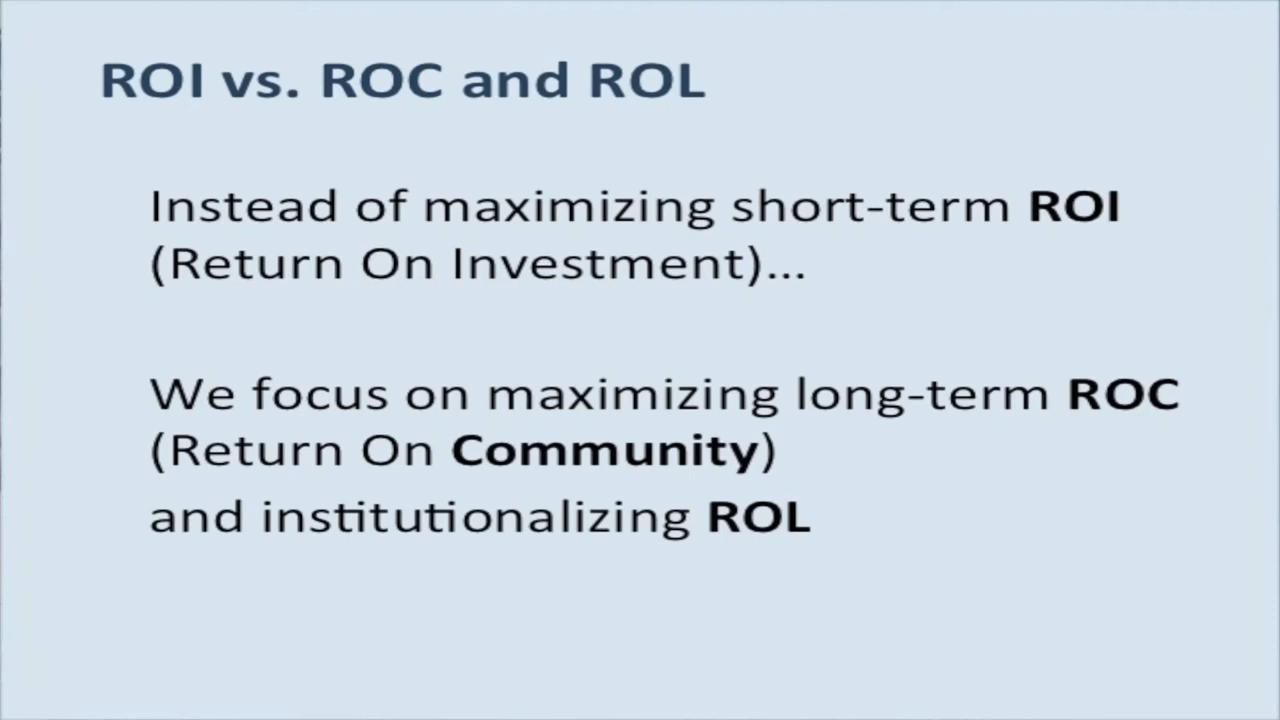 ROI vs. ROC and ROL
Instead of maximizing short-term ROI
(Return On Investment)...
We focus on maximizing long-term ROC
(Return On Community)
and institutionalizing ROL